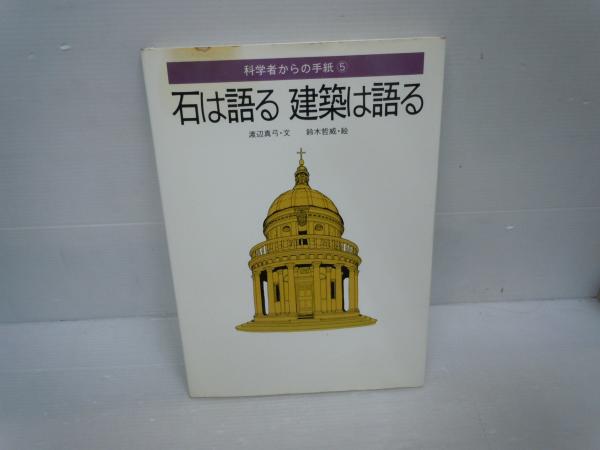 科学者からの手紙⑤
石は語る 建築は語る
渡辺真弓・文　鈴木哲威・絵